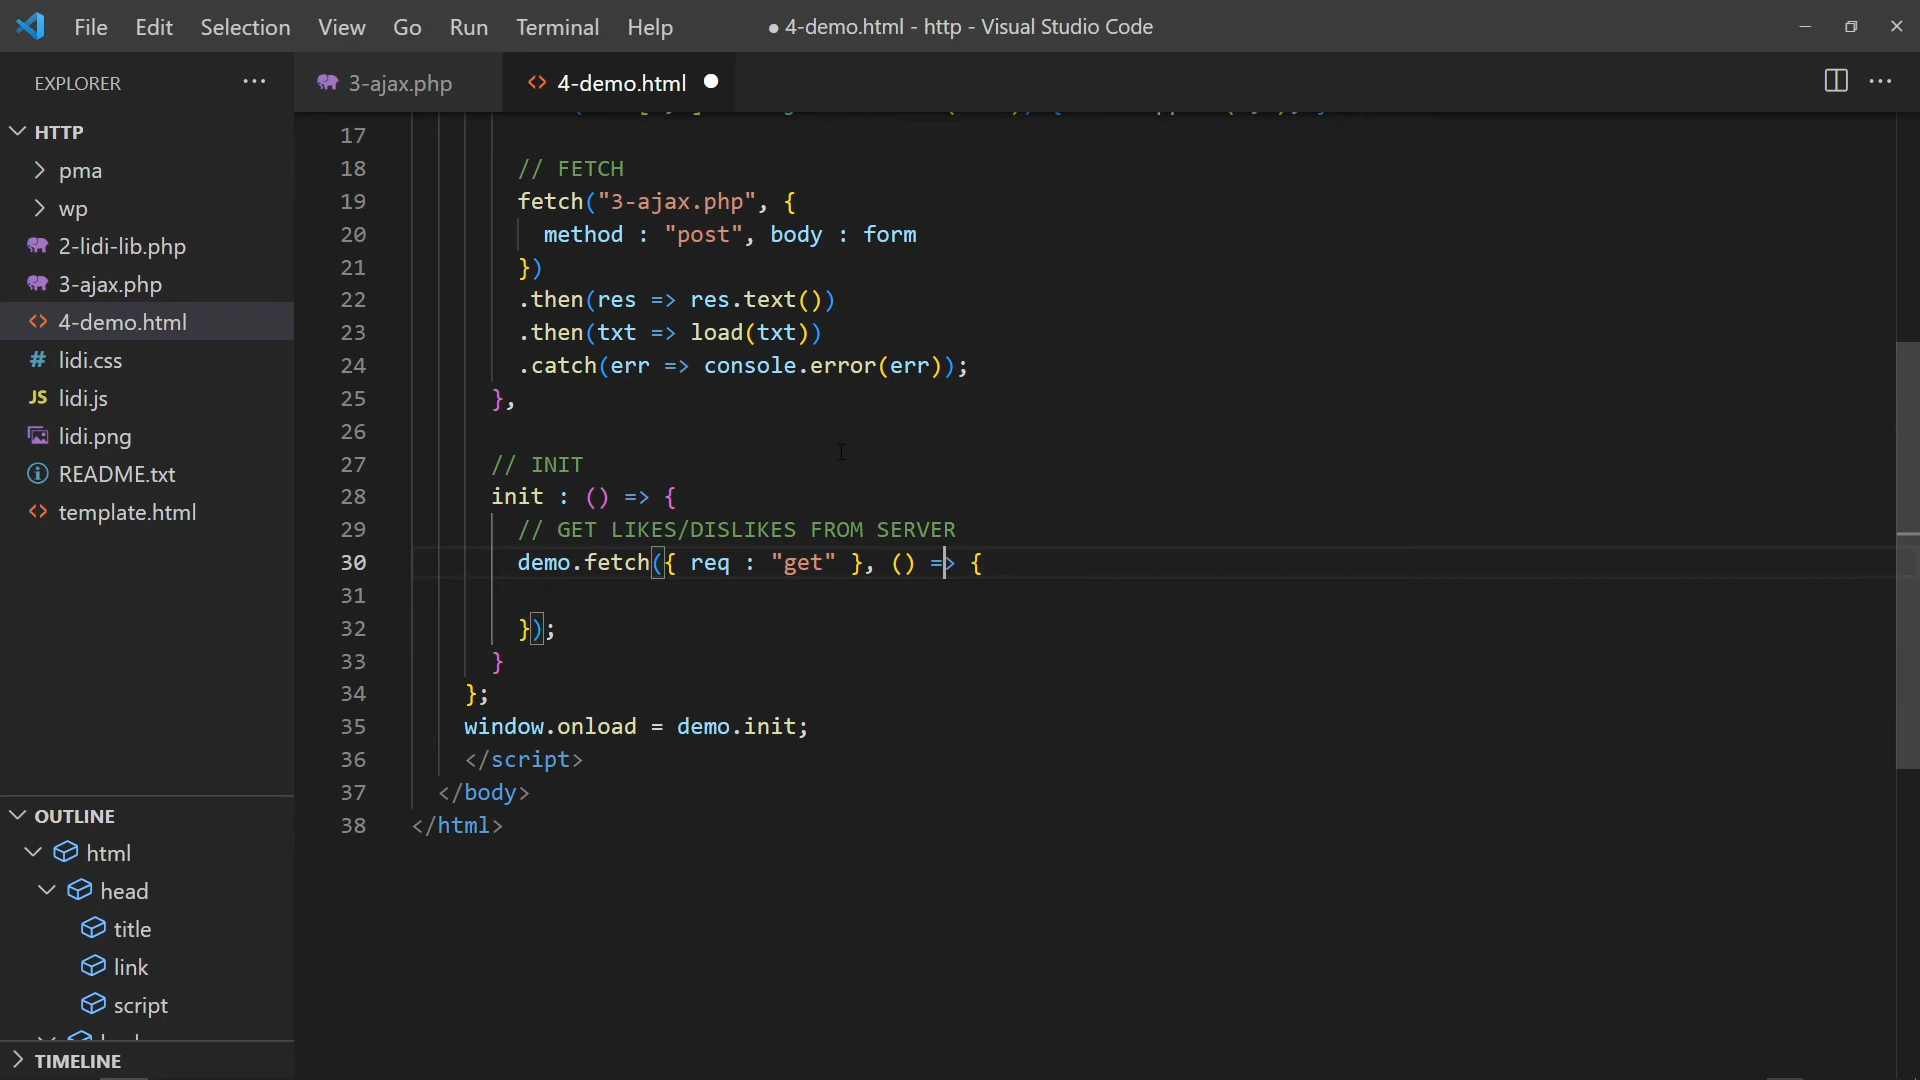 File Edit Selection View Go Run Terminal Help
● 4-demo.html - http - Visual Studio Code
EXPLORER
HTTP
pma
wp
2-lidi-lib.php
3-ajax.php
4-demo.html
lidi.css
JS lidi.js
lidi.png
README.txt
template.html
OUTLINE
html
head
title
link
script
TIMELINE
3-ajax.php
4-demo.html
17
18 // FETCH
19 fetch("3-ajax.php", {
20 method : "post", body : form
21 })
22 .then(res => res.text())
23 .then(txt => load(txt))
24 .catch(err => console.error(err));
25 },
26
27 // INIT
28 init : () => {
29 // GET LIKES/DISLIKES FROM SERVER
30 demo.fetch({ req : "get" }, () => {
31
32 });
33 }
34 };
35 window.onload = demo.init;
36 </script>
37 </body>
38 </html>